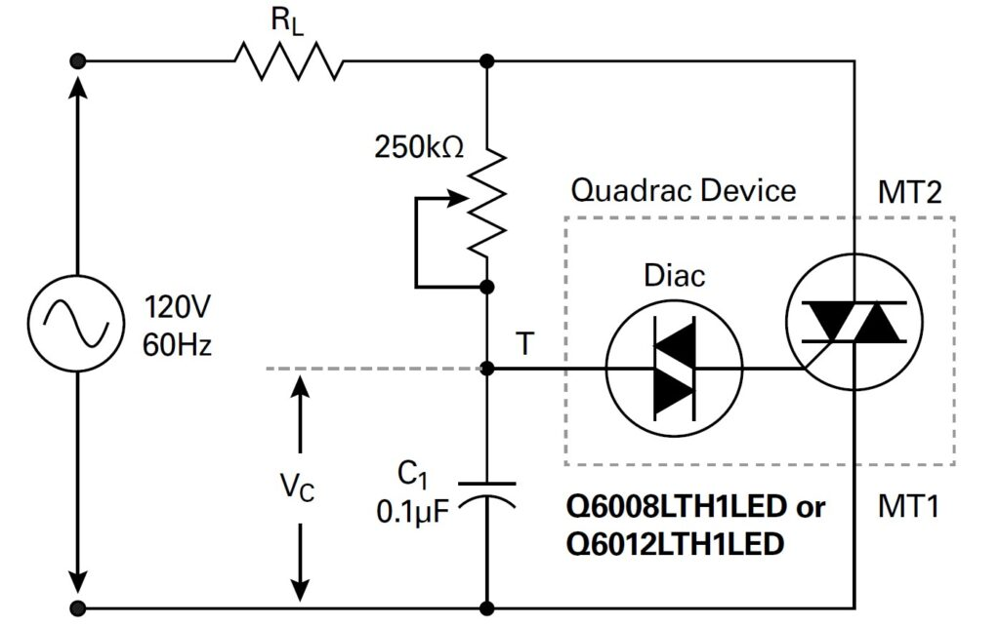 RL
250kΩ
Quadrac Device
MT2
Diac
120V
60Hz
T
VC
C1
0.1µF
Q6008LTH1LED or
Q6012LTH1LED
MT1